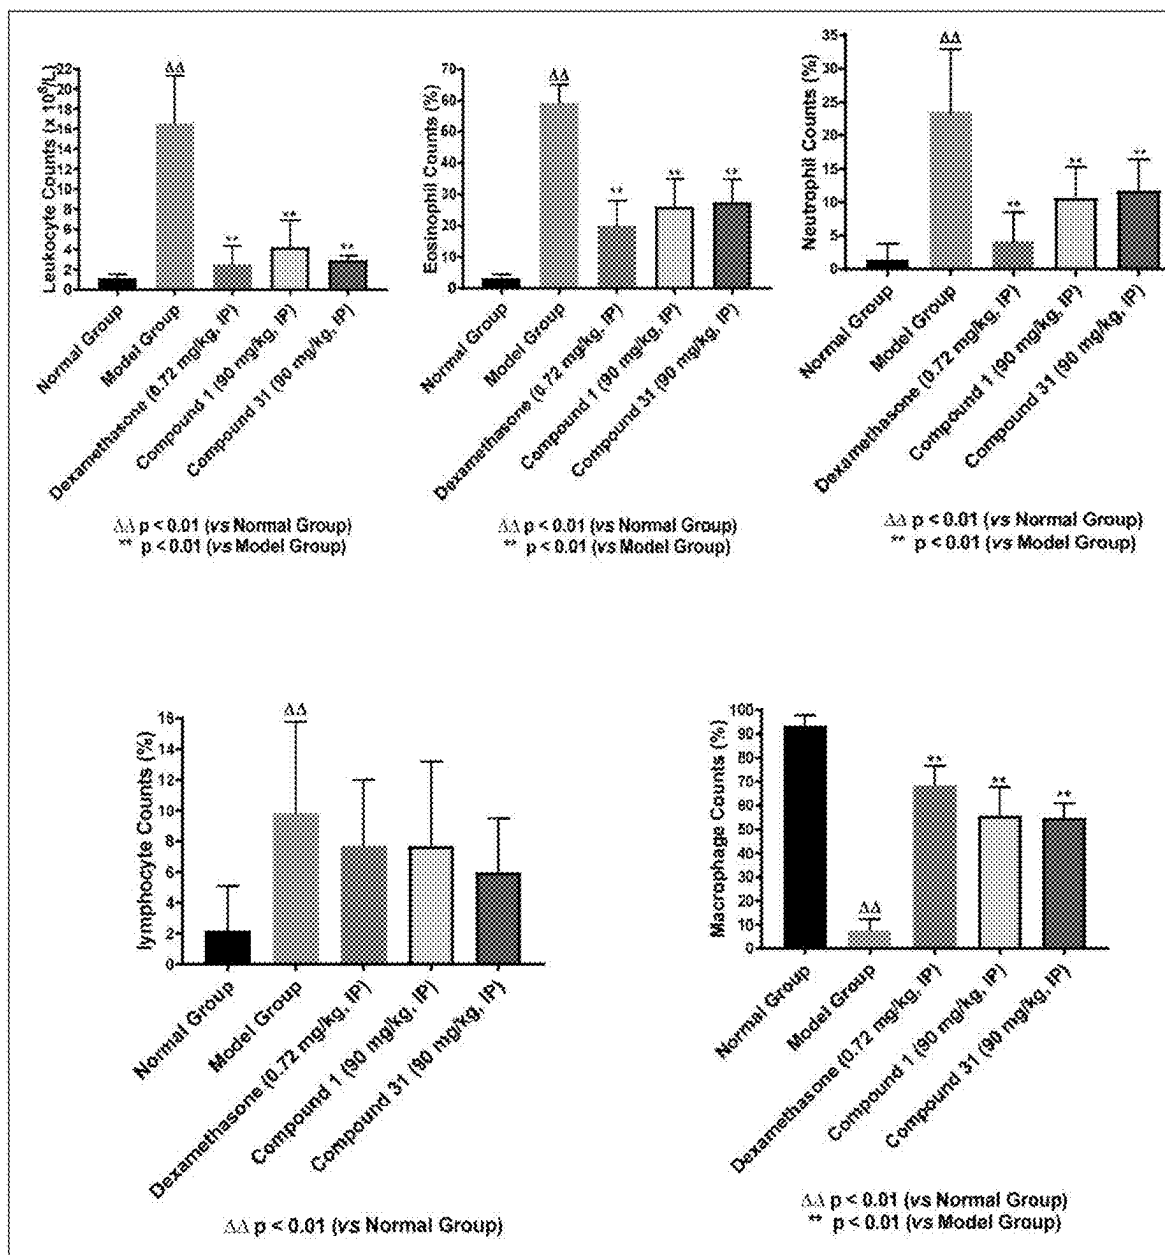 Leukocyte Counts (x 10⁸/L)
22
20
18
16
14
12
10
8
6
4
2
0
ΔΔ
**
**
**
Normal Group
Model Group
Dexamethasone (0.72 mg/kg, IP)
Compound 1 (90 mg/kg, IP)
Compound 31 (90 mg/kg, IP)
ΔΔ p < 0.01 (vs Normal Group)
** p < 0.01 (vs Model Group)
Eosinophil Counts (%)
70
60
50
40
30
20
10
0
ΔΔ
**
**
**
Normal Group
Model Group
Dexamethasone (0.72 mg/kg, IP)
Compound 1 (90 mg/kg, IP)
Compound 31 (90 mg/kg, IP)
ΔΔ p < 0.01 (vs Normal Group)
** p < 0.01 (vs Model Group)
Neutrophil Counts (%)
35
30
25
20
15
10
5
0
ΔΔ
**
**
**
Normal Group
Model Group
Dexamethasone (0.72 mg/kg, IP)
Compound 1 (90 mg/kg, IP)
Compound 31 (90 mg/kg, IP)
ΔΔ p < 0.01 (vs Normal Group)
** p < 0.01 (vs Model Group)
lymphocyte Counts (%)
16
14
12
10
8
6
4
2
0
ΔΔ
Normal Group
Model Group
Dexamethasone (0.72 mg/kg, IP)
Compound 1 (90 mg/kg, IP)
Compound 31 (90 mg/kg, IP)
ΔΔ p < 0.01 (vs Normal Group)
Macrophage Counts (%)
100
90
80
70
60
50
40
30
20
10
0
ΔΔ
**
**
**
Normal Group
Model Group
Dexamethasone (0.72 mg/kg, IP)
Compound 1 (90 mg/kg, IP)
Compound 31 (90 mg/kg, IP)
ΔΔ p < 0.01 (vs Normal Group)
** p < 0.01 (vs Model Group)